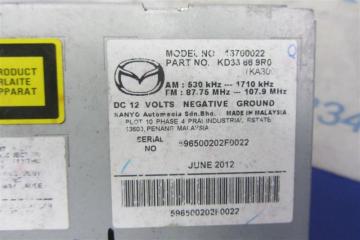 PRODUCT
RLAITE
APPARAT
MODEL NO 13700022
PART NO. KD33 66 9R0
(KA30)
AM : 530 kHz --- 1710 kHz
FM : 87.75 MHz --- 107.9 MHz
DC 12 VOLTS NEGATIVE GROUND
SANYO Automedia Sdn.Bhd. MADE IN MALAYSIA
PLOT 10 PHASE 4 PRAI INDUSTRIAL ESTATE
13600, PENANG MALAYSIA
SERIAL
NO 596500202F0022
JUNE 2012
596500202F0022